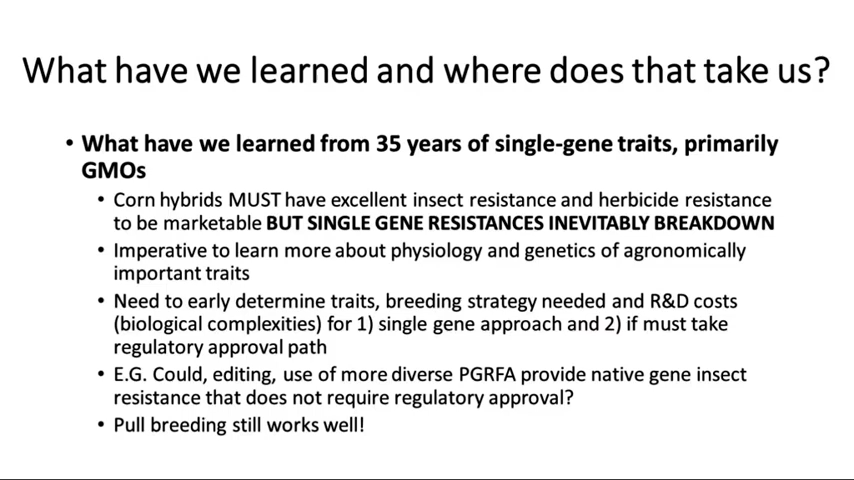 What have we learned and where does that take us?
• What have we learned from 35 years of single-gene traits, primarily
GMOs
• Corn hybrids MUST have excellent insect resistance and herbicide resistance
to be marketable BUT SINGLE GENE RESISTANCES INEVITABLY BREAKDOWN
• Imperative to learn more about physiology and genetics of agronomically
important traits
• Need to early determine traits, breeding strategy needed and R&D costs
(biological complexities) for 1) single gene approach and 2) if must take
regulatory approval path
• E.G. Could, editing, use of more diverse PGRFA provide native gene insect
resistance that does not require regulatory approval?
• Pull breeding still works well!